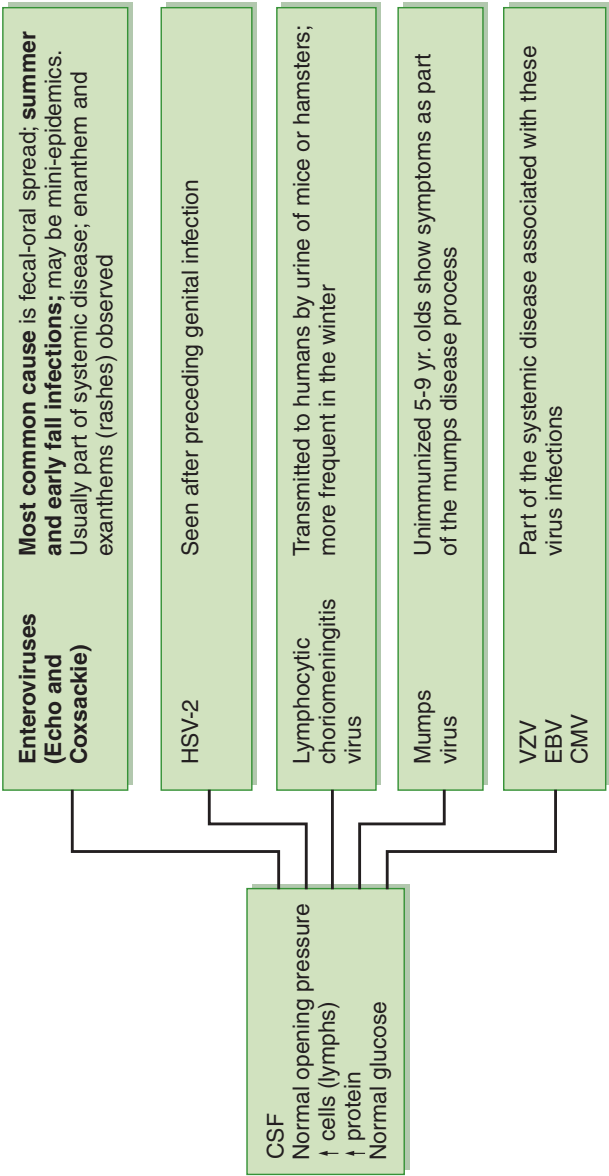 CSF
Normal opening pressure
↑ cells (lymphs)
↑ protein
Normal glucose
Enteroviruses
(Echo and
Coxsackie)
Most common cause is fecal-oral spread; summer
and early fall infections; may be mini-epidemics.
Usually part of systemic disease; enanthem and
exanthems (rashes) observed
HSV-2
Seen after preceding genital infection
Lymphocytic
choriomeningitis
virus
Transmitted to humans by urine of mice or hamsters;
more frequent in the winter
Mumps
virus
Unimmunized 5-9 yr. olds show symptoms as part
of the mumps disease process
VZV
EBV
CMV
Part of the systemic disease associated with these
virus infections